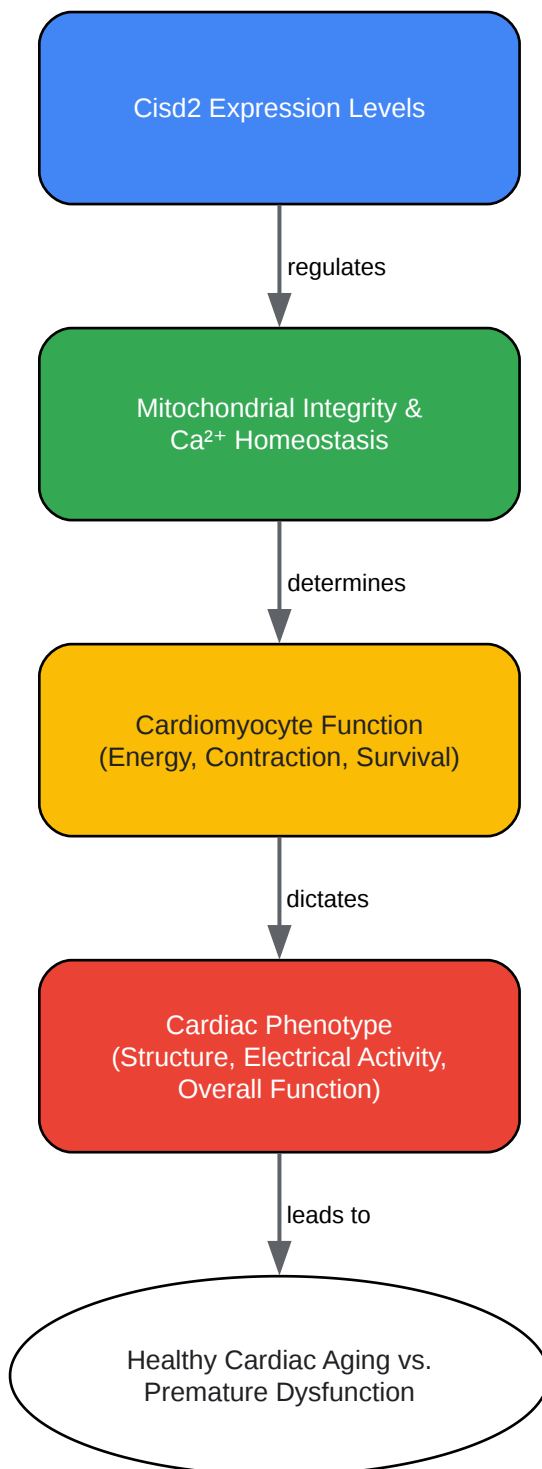 Cisd2 Expression Levels
regulates
Mitochondrial Integrity &
Ca²⁺ Homeostasis
determines
Cardiomyocyte Function
(Energy, Contraction, Survival)
dictates
Cardiac Phenotype
(Structure, Electrical Activity,
Overall Function)
leads to
Healthy Cardiac Aging vs.
Premature Dysfunction